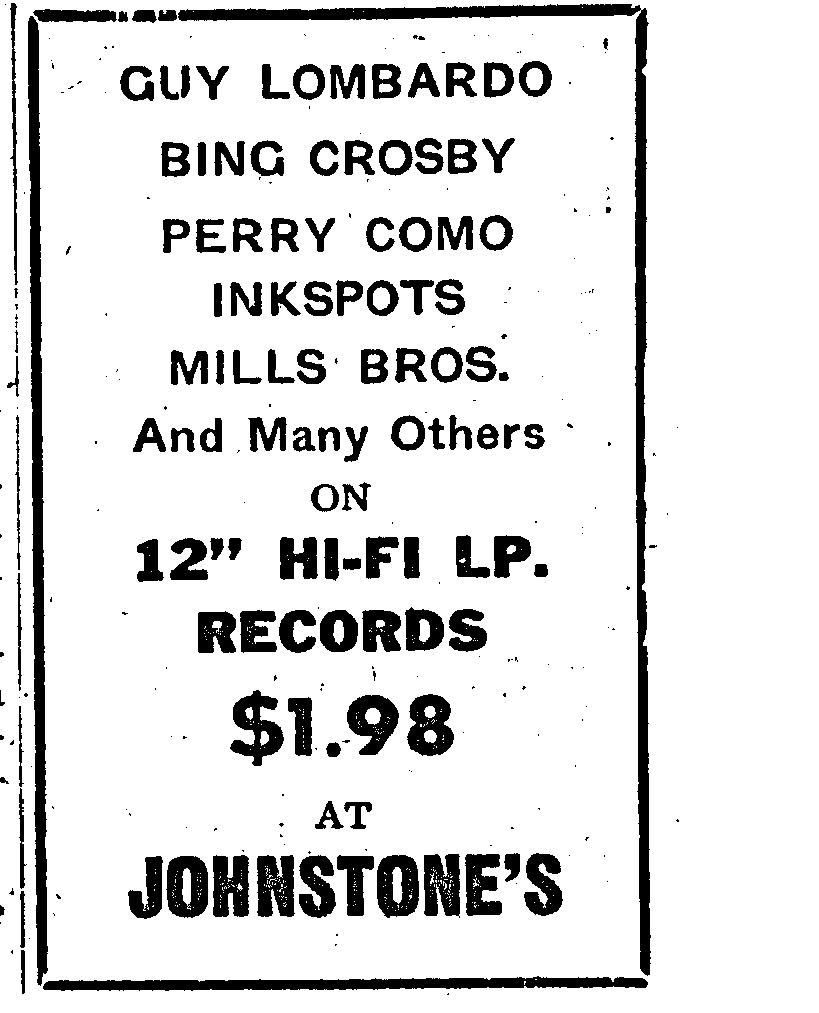 GUY LOMBARDO
BING CROSBY
PERRY COMO
INKSPOTS
MILLS BROS.
And Many Others
ON
12” HI-FI LP.
RECORDS
$1.98
AT
JOHNSTONE’S